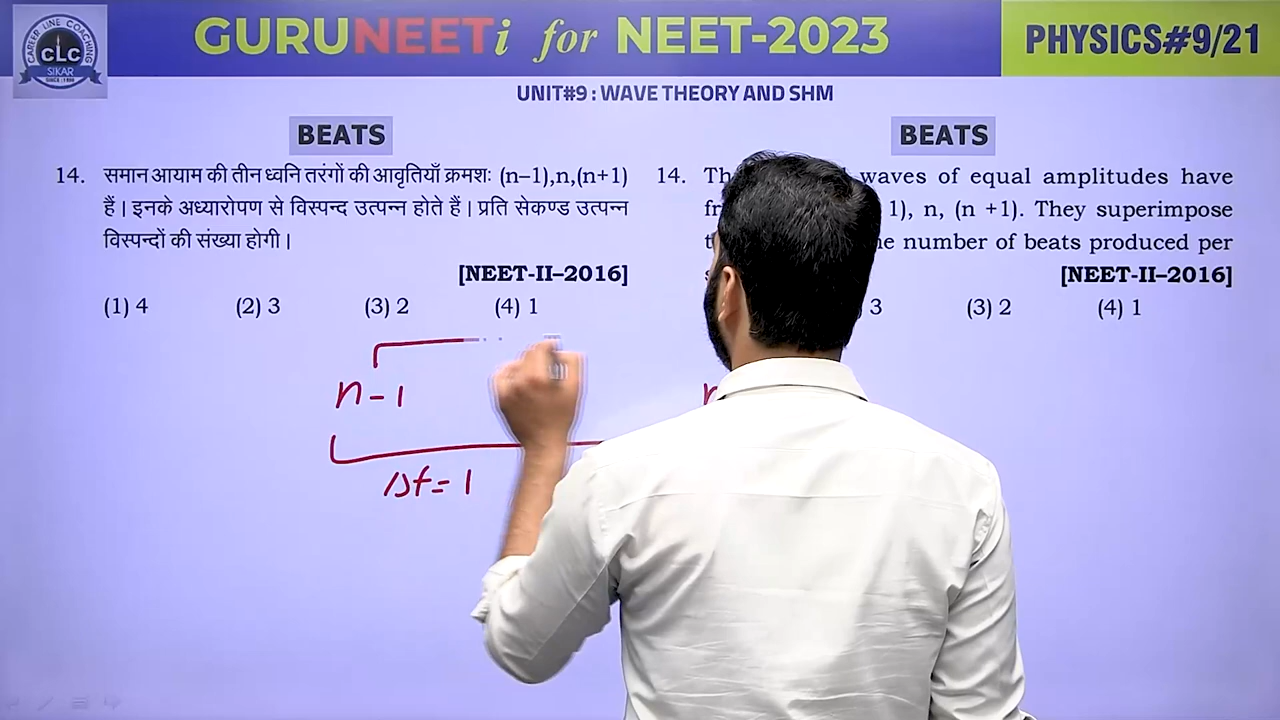 GURUNEETi for NEET-2023
PHYSICS#9/21
CAREER LINE COACHING
CLC
SIKAR
SINCE : 1996
UNIT#9 : WAVE THEORY AND SHM
BEATS
14. समान आयाम की तीन ध्वनि तरंगों की आवृतियाँ क्रमशः (n–1),n,(n+1)
हैं। इनके अध्यारोपण से विस्पन्द उत्पन्न होते हैं। प्रति सेकण्ड उत्पन्न
विस्पन्दों की संख्या होगी।
[NEET-II–2016]
(1) 4 (2) 3 (3) 2 (4) 1
BEATS
14. Th waves of equal amplitudes have
fr 1), n, (n +1). They superimpose
t e number of beats produced per
[NEET-II–2016]
3 (3) 2 (4) 1
n-1
Δf=1